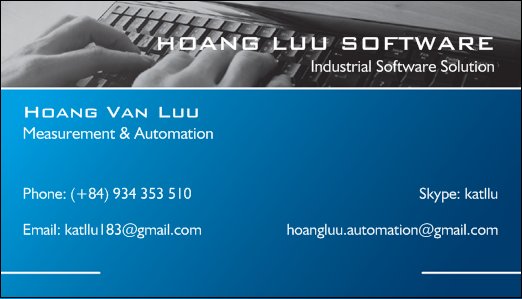 HOANG LUU SOFTWARE
Industrial Software Solution
HOANG VAN LUU
Measurement & Automation
Phone: (+84) 934 353 510
Skype: katllu
Email: katllu183@gmail.com
hoangluu.automation@gmail.com